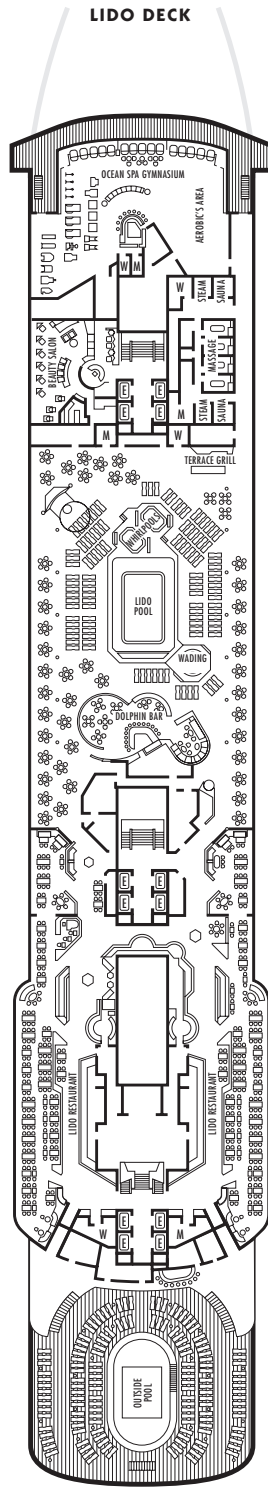 LIDO DECK
OCEAN SPA GYMNASIUM
AEROBIC'S AREA
W
M
W
STEAM
SAUNA
BEAUTY SALON
MASSAGE
E
E
E
E
M
STEAM
SAUNA
M
W
TERRACE GRILL
WHIRLPOOLS
LIDO
POOL
WADING
DOLPHIN BAR
E
E
E
E
LIDO RESTAURANT
LIDO RESTAURANT
W
E
E
M
E
E
OUTSIDE
POOL